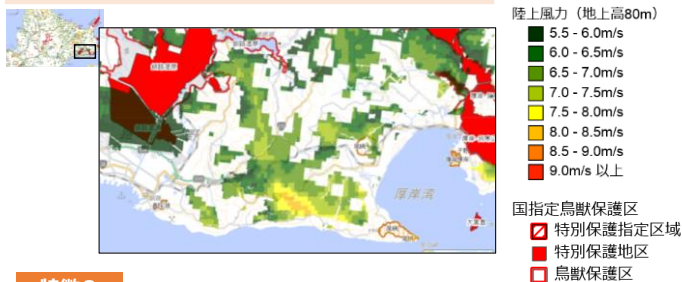 陸上風力（地上高80m）
5.5 - 6.0m/s
6.0 - 6.5m/s
6.5 - 7.0m/s
7.0 - 7.5m/s
7.5 - 8.0m/s
8.0 - 8.5m/s
8.5 - 9.0m/s
9.0m/s 以上
厚岸湾
国指定鳥獣保護区
特別保護指定区域
特別保護地区
鳥獣保護区